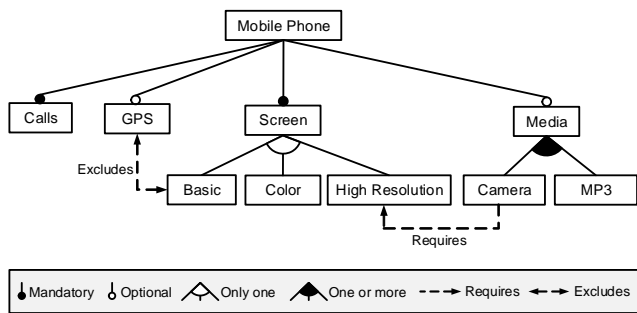 Mobile Phone
Calls
GPS
Screen
Media
Excludes
Basic
Color
High Resolution
Camera
MP3
Requires
Mandatory Optional Only one One or more Requires Excludes